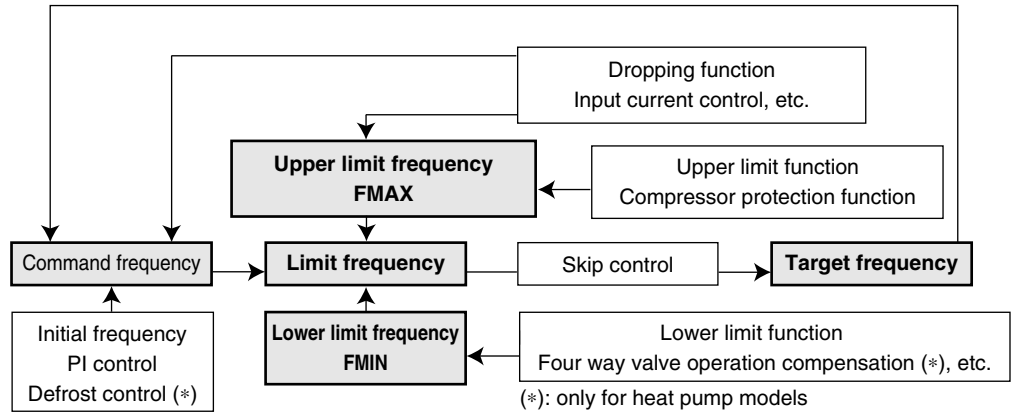 Dropping function
Input current control, etc.
Upper limit frequency
FMAX
Upper limit function
Compressor protection function
Command frequency
Limit frequency
Skip control
Target frequency
Initial frequency
PI control
Defrost control (*)
Lower limit frequency
FMIN
Lower limit function
Four way valve operation compensation (*), etc.
(*): only for heat pump models